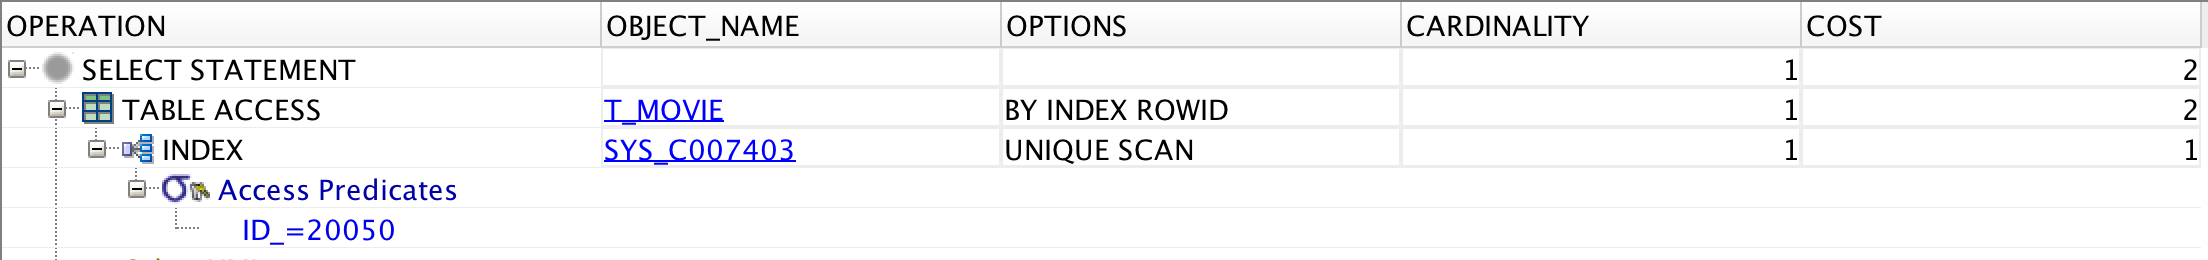 OPERATION OBJECT_NAME OPTIONS CARDINALITY COST
SELECT STATEMENT 1 2
TABLE ACCESS T_MOVIE BY INDEX ROWID 1 2
INDEX SYS_C007403 UNIQUE SCAN 1 1
Access Predicates
ID_=20050